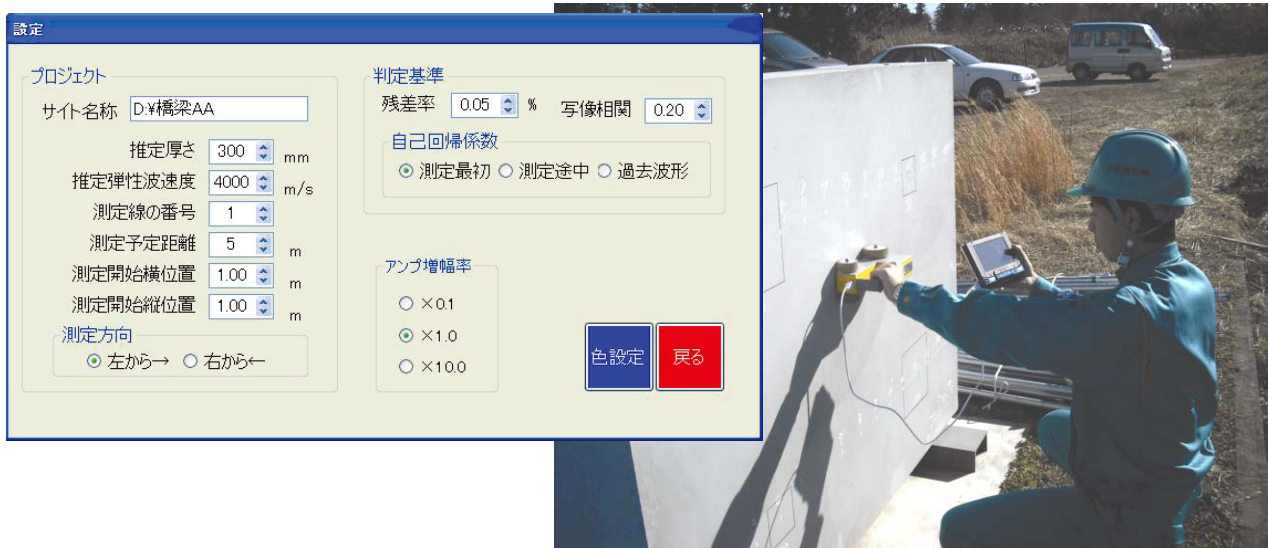 設定
プロジェクト
サイト名称 D:¥橋梁AA
推定厚さ 300 mm
推定弾性波速度 4000 m/s
測定線の番号 1
測定予定距離 5 m
測定開始横位置 1.00 m
測定開始縦位置 1.00 m
測定方向
左から→ 右から←
判定基準
残差率 0.05 % 写像相関 0.20
自己回帰係数
測定最初 測定途中 過去波形
アンプ増幅率
×0.1
×1.0
×10.0
色設定 戻る